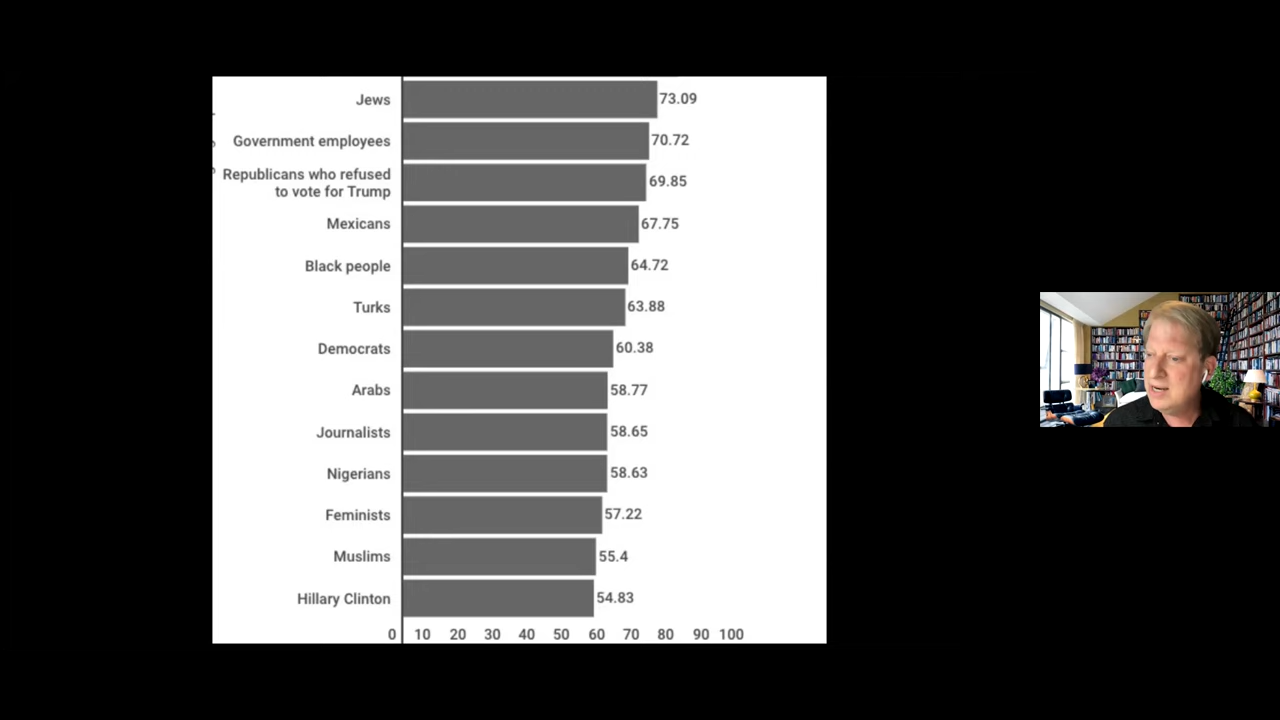 Jews 73.09
Government employees 70.72
Republicans who refused
to vote for Trump 69.85
Mexicans 67.75
Black people 64.72
Turks 63.88
Democrats 60.38
Arabs 58.77
Journalists 58.65
Nigerians 58.63
Feminists 57.22
Muslims 55.4
Hillary Clinton 54.83
0 10 20 30 40 50 60 70 80 90 100